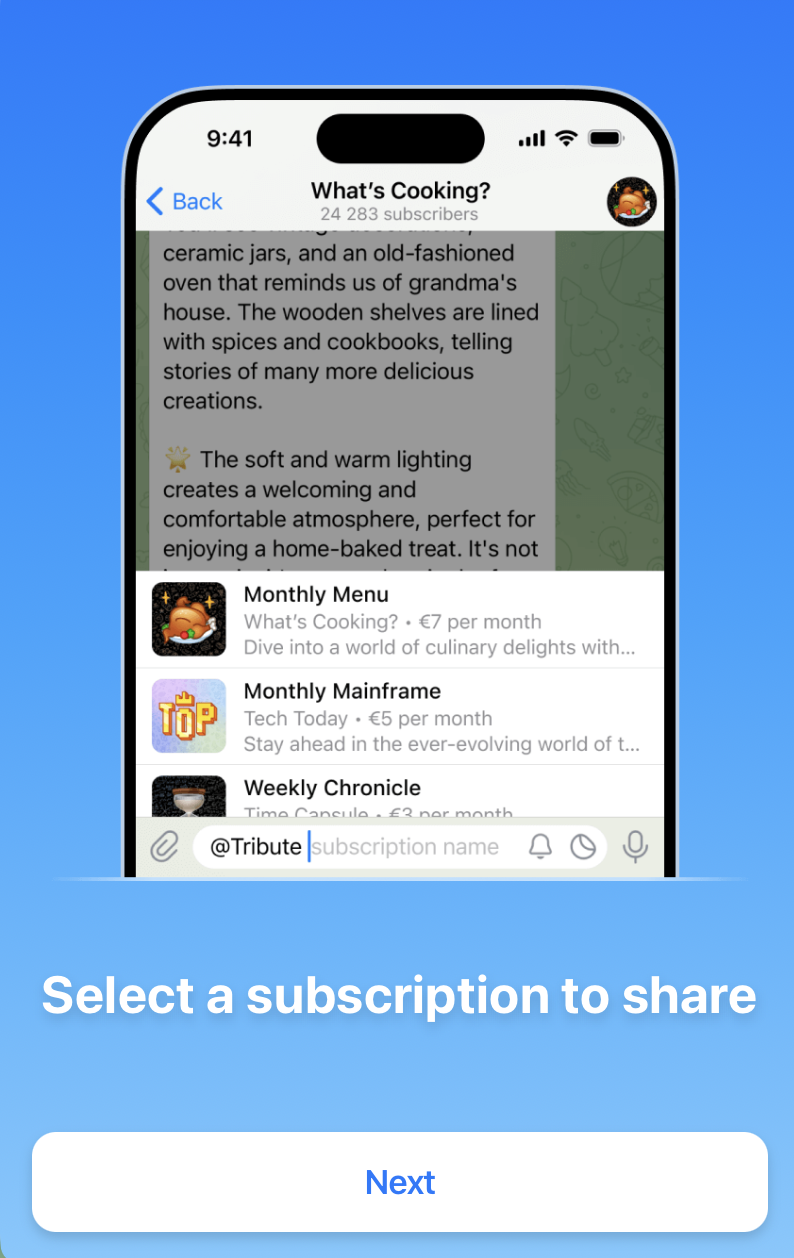 9:41
Back
What's Cooking?
24 283 subscribers
ceramic jars, and an old-fashioned
oven that reminds us of grandma's
house. The wooden shelves are lined
with spices and cookbooks, telling
stories of many more delicious
creations.
🌟 The soft and warm lighting
creates a welcoming and
comfortable atmosphere, perfect for
enjoying a home-baked treat. It's not
Monthly Menu
What's Cooking? • €7 per month
Dive into a world of culinary delights with...
TOP
Monthly Mainframe
Tech Today • €5 per month
Stay ahead in the ever-evolving world of t...
Weekly Chronicle
Time Capsule • €3 per month
@Tribute subscription name
Select a subscription to share
Next